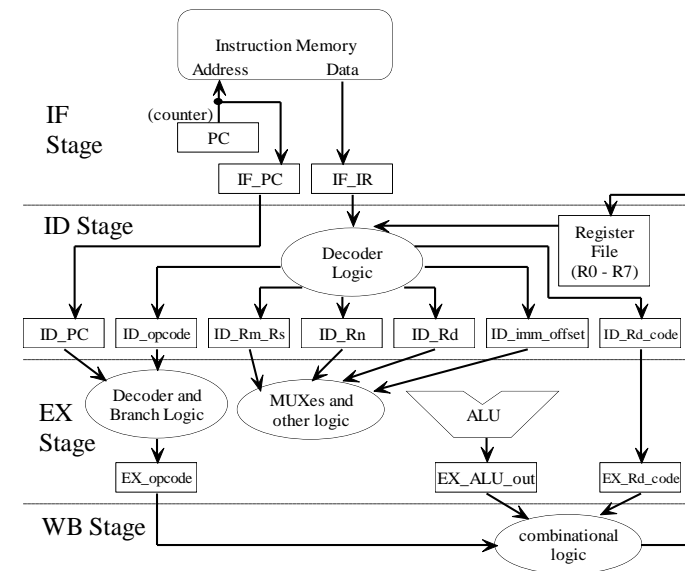 Instruction Memory
Address Data
IF
Stage
(counter)
PC
IF_PC IF_IR
ID Stage
Register
File
(R0 - R7)
Decoder
Logic
ID_PC ID_opcode ID_Rm_Rs ID_Rn ID_Rd ID_imm_offset ID_Rd_code
EX
Stage
Decoder and
Branch Logic
MUXes and
other logic
ALU
EX_opcode EX_ALU_out EX_Rd_code
WB Stage
combinational
logic